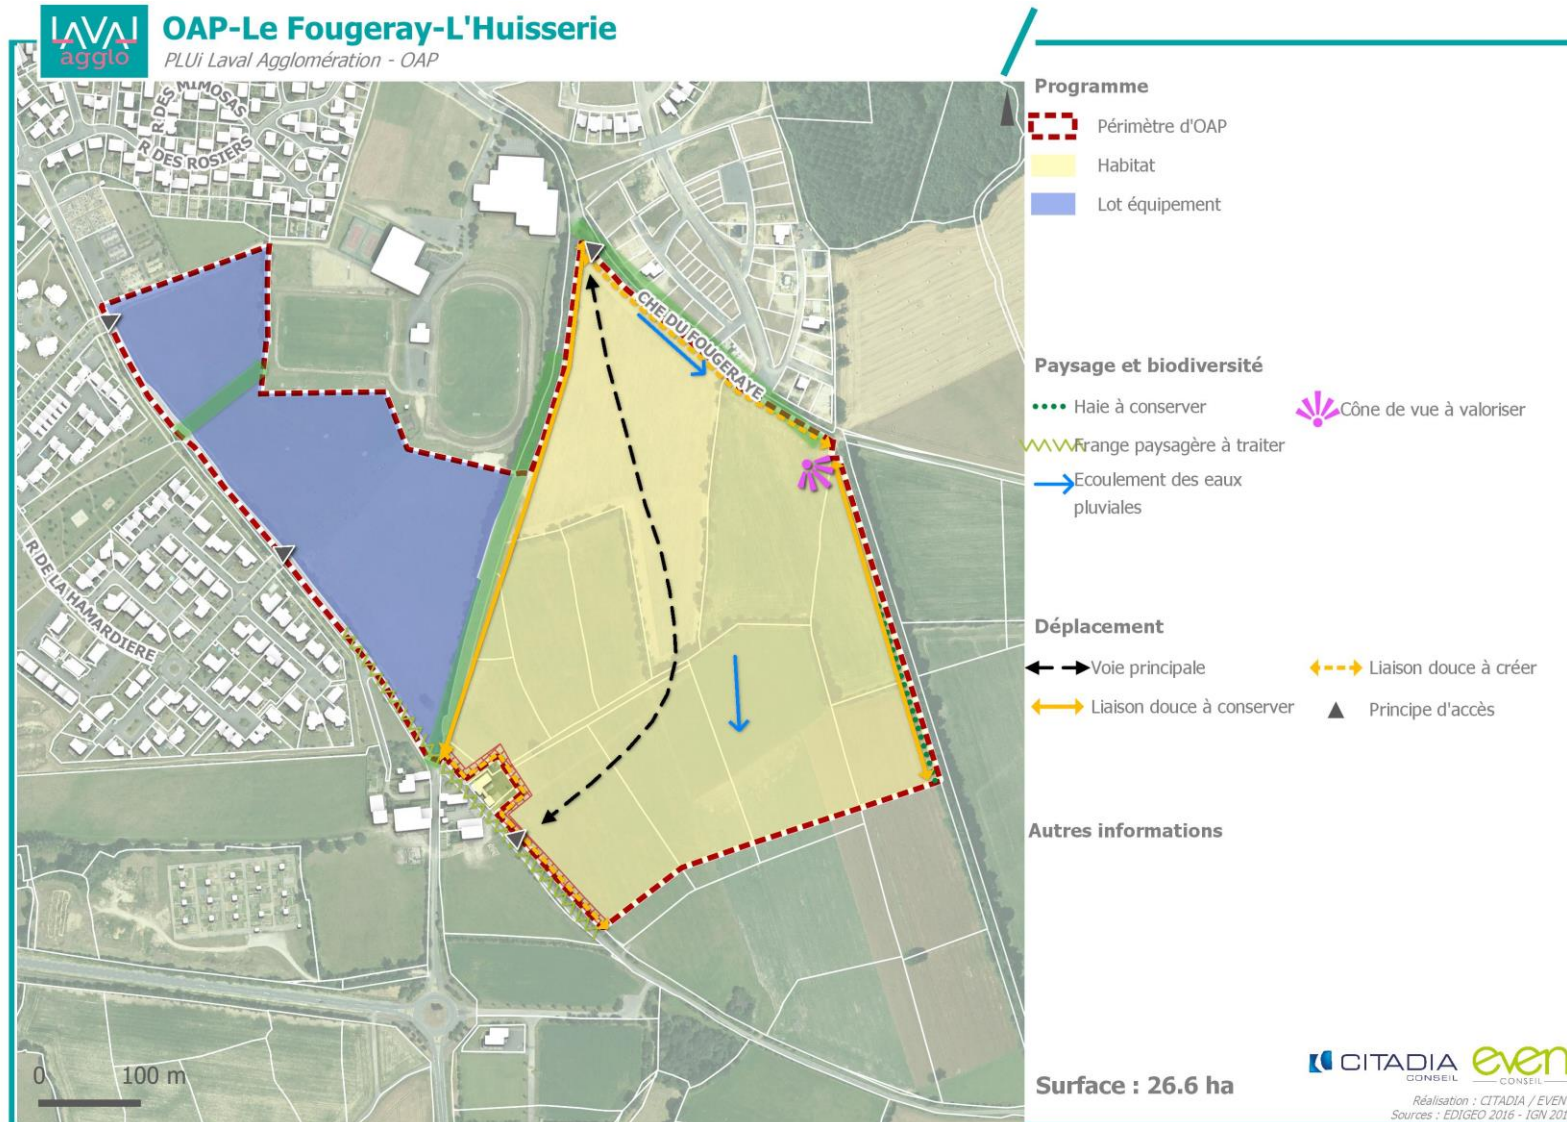 LAVAL
agglo
OAP-Le Fougeray-L'Huisserie
PLUi Laval Agglomération - OAP
R DES MIMOSAS
R DES ROSIERS
CHE DU FOUGERAYE
R DE LA HAMARDIERE
0 100 m
Programme
Périmètre d'OAP
Habitat
Lot équipement
Paysage et biodiversité
Haie à conserver
Cône de vue à valoriser
Frange paysagère à traiter
Ecoulement des eaux
pluviales
Déplacement
Voie principale
Liaison douce à créer
Liaison douce à conserver
Principe d'accès
Autres informations
Surface : 26.6 ha
CITADIA
CONSEIL
even
CONSEIL
Réalisation : CITADIA / EVEN
Sources : EDIGEO 2016 - IGN 201